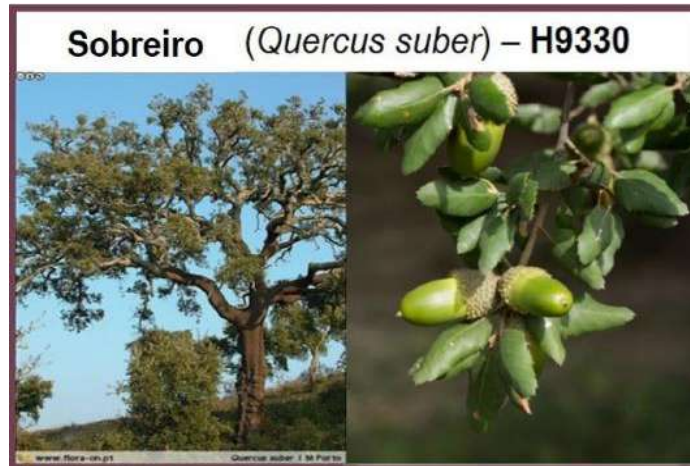 Sobreiro (Quercus suber) – H9330
www.flora-on.pt Quercus suber | M Porto